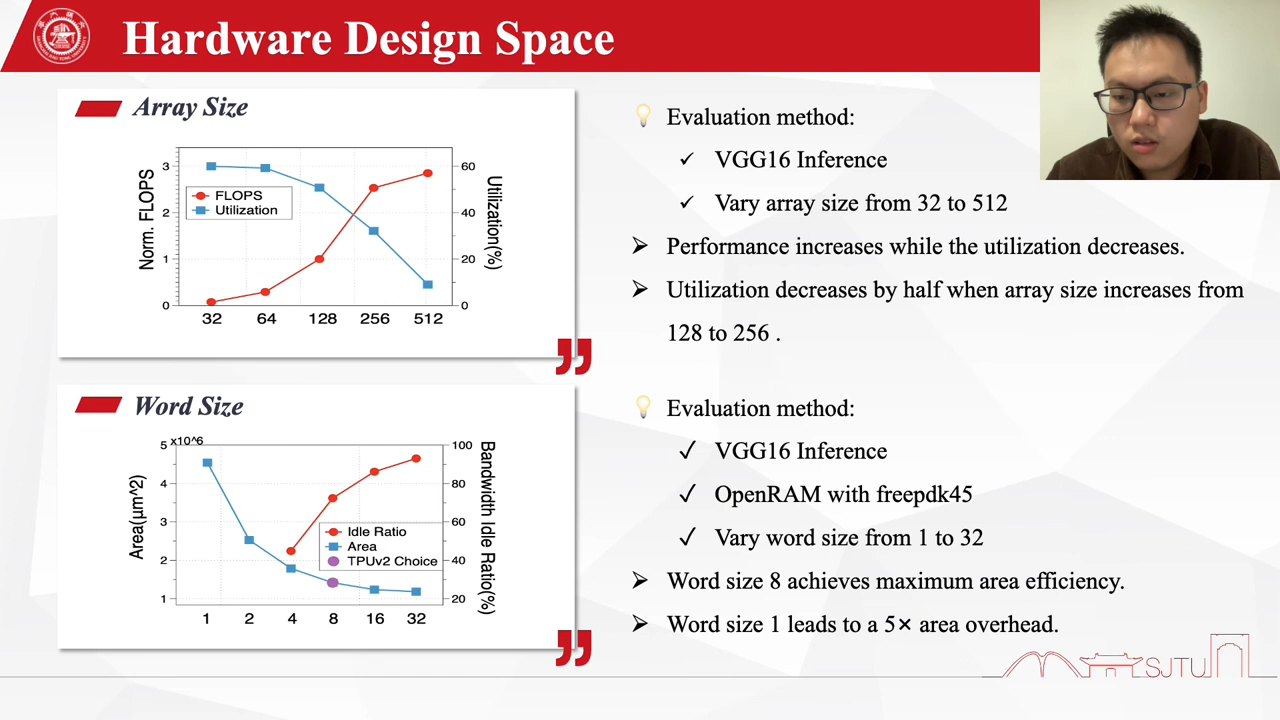 Hardware Design Space
Array Size
Norm. FLOPS
3
2
1
0
FLOPS
Utilization
60
40
20
0
Utilization(%)
32 64 128 256 512
Evaluation method:
VGG16 Inference
Vary array size from 32 to 512
Performance increases while the utilization decreases.
Utilization decreases by half when array size increases from
128 to 256 .
Word Size
Area(μm^2)
x10^6
5
4
3
2
1
Idle Ratio
Area
TPUv2 Choice
100
80
60
40
20
Bandwidth Idle Ratio(%)
1 2 4 8 16 32
Evaluation method:
VGG16 Inference
OpenRAM with freepdk45
Vary word size from 1 to 32
Word size 8 achieves maximum area efficiency.
Word size 1 leads to a 5× area overhead.
SJTU